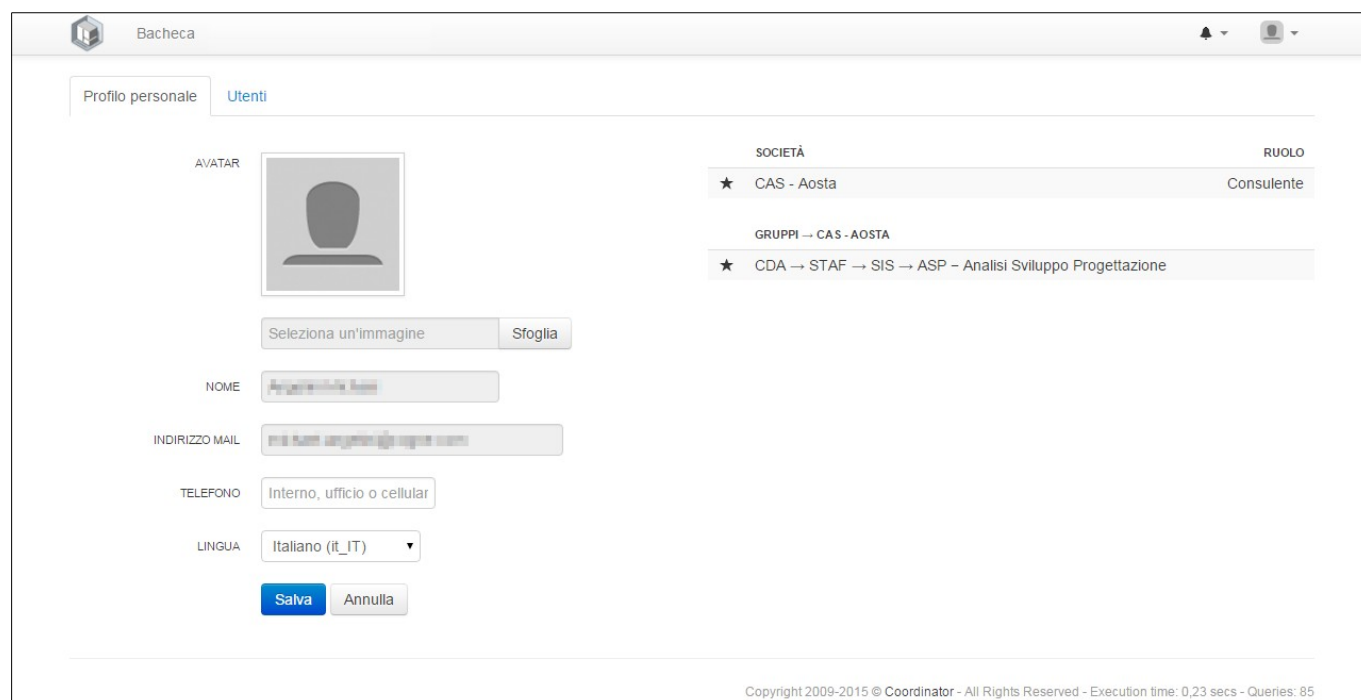 Bacheca
Profilo personale
Utenti
AVATAR
Seleziona un'immagine
Sfoglia
NOME
INDIRIZZO MAIL
TELEFONO
Interno, ufficio o cellular
LINGUA
Italiano (it_IT)
Salva
Annulla
SOCIETÀ RUOLO
★ CAS - Aosta Consulente
GRUPPI → CAS - AOSTA
★ CDA → STAF → SIS → ASP – Analisi Sviluppo Progettazione
Copyright 2009-2015 © Coordinator - All Rights Reserved - Execution time: 0,23 secs - Queries: 85